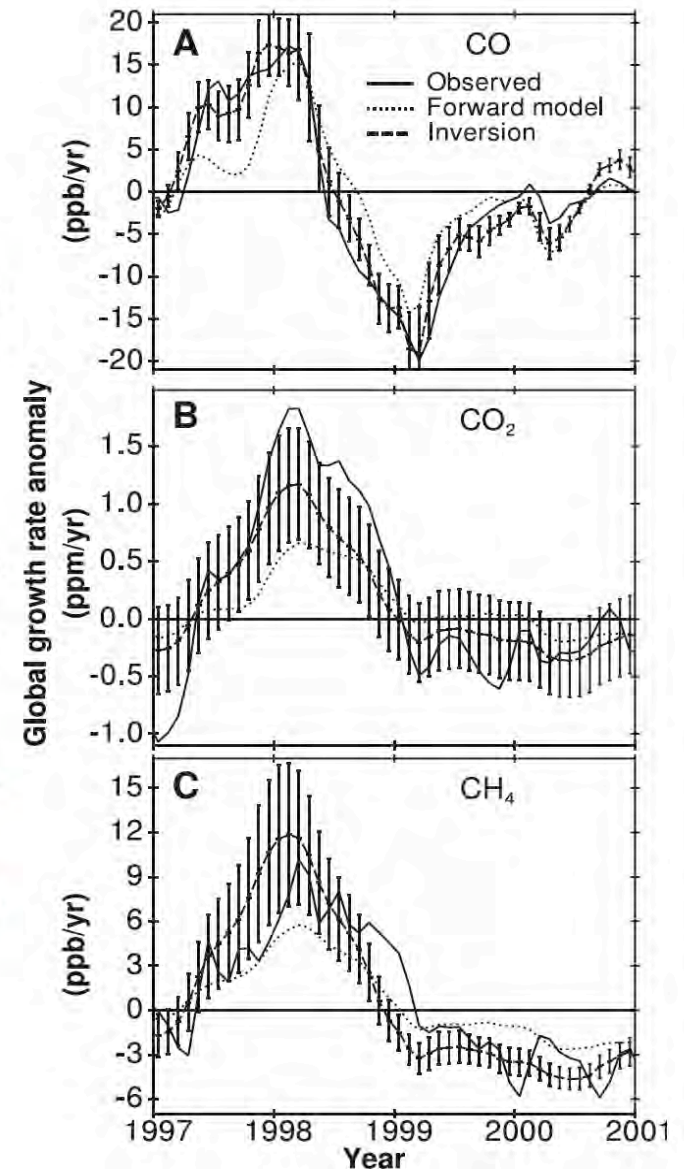 A
CO
Observed
Forward model
Inversion
20
15
10
5
0
-5
-10
-15
-20
(ppb/yr)
Global growth rate anomaly
B
CO₂
1.5
1.0
0.5
0.0
-0.5
-1.0
(ppm/yr)
C
CH₄
15
12
9
6
3
0
-3
-6
(ppb/yr)
1997 1998 1999 2000 2001
Year